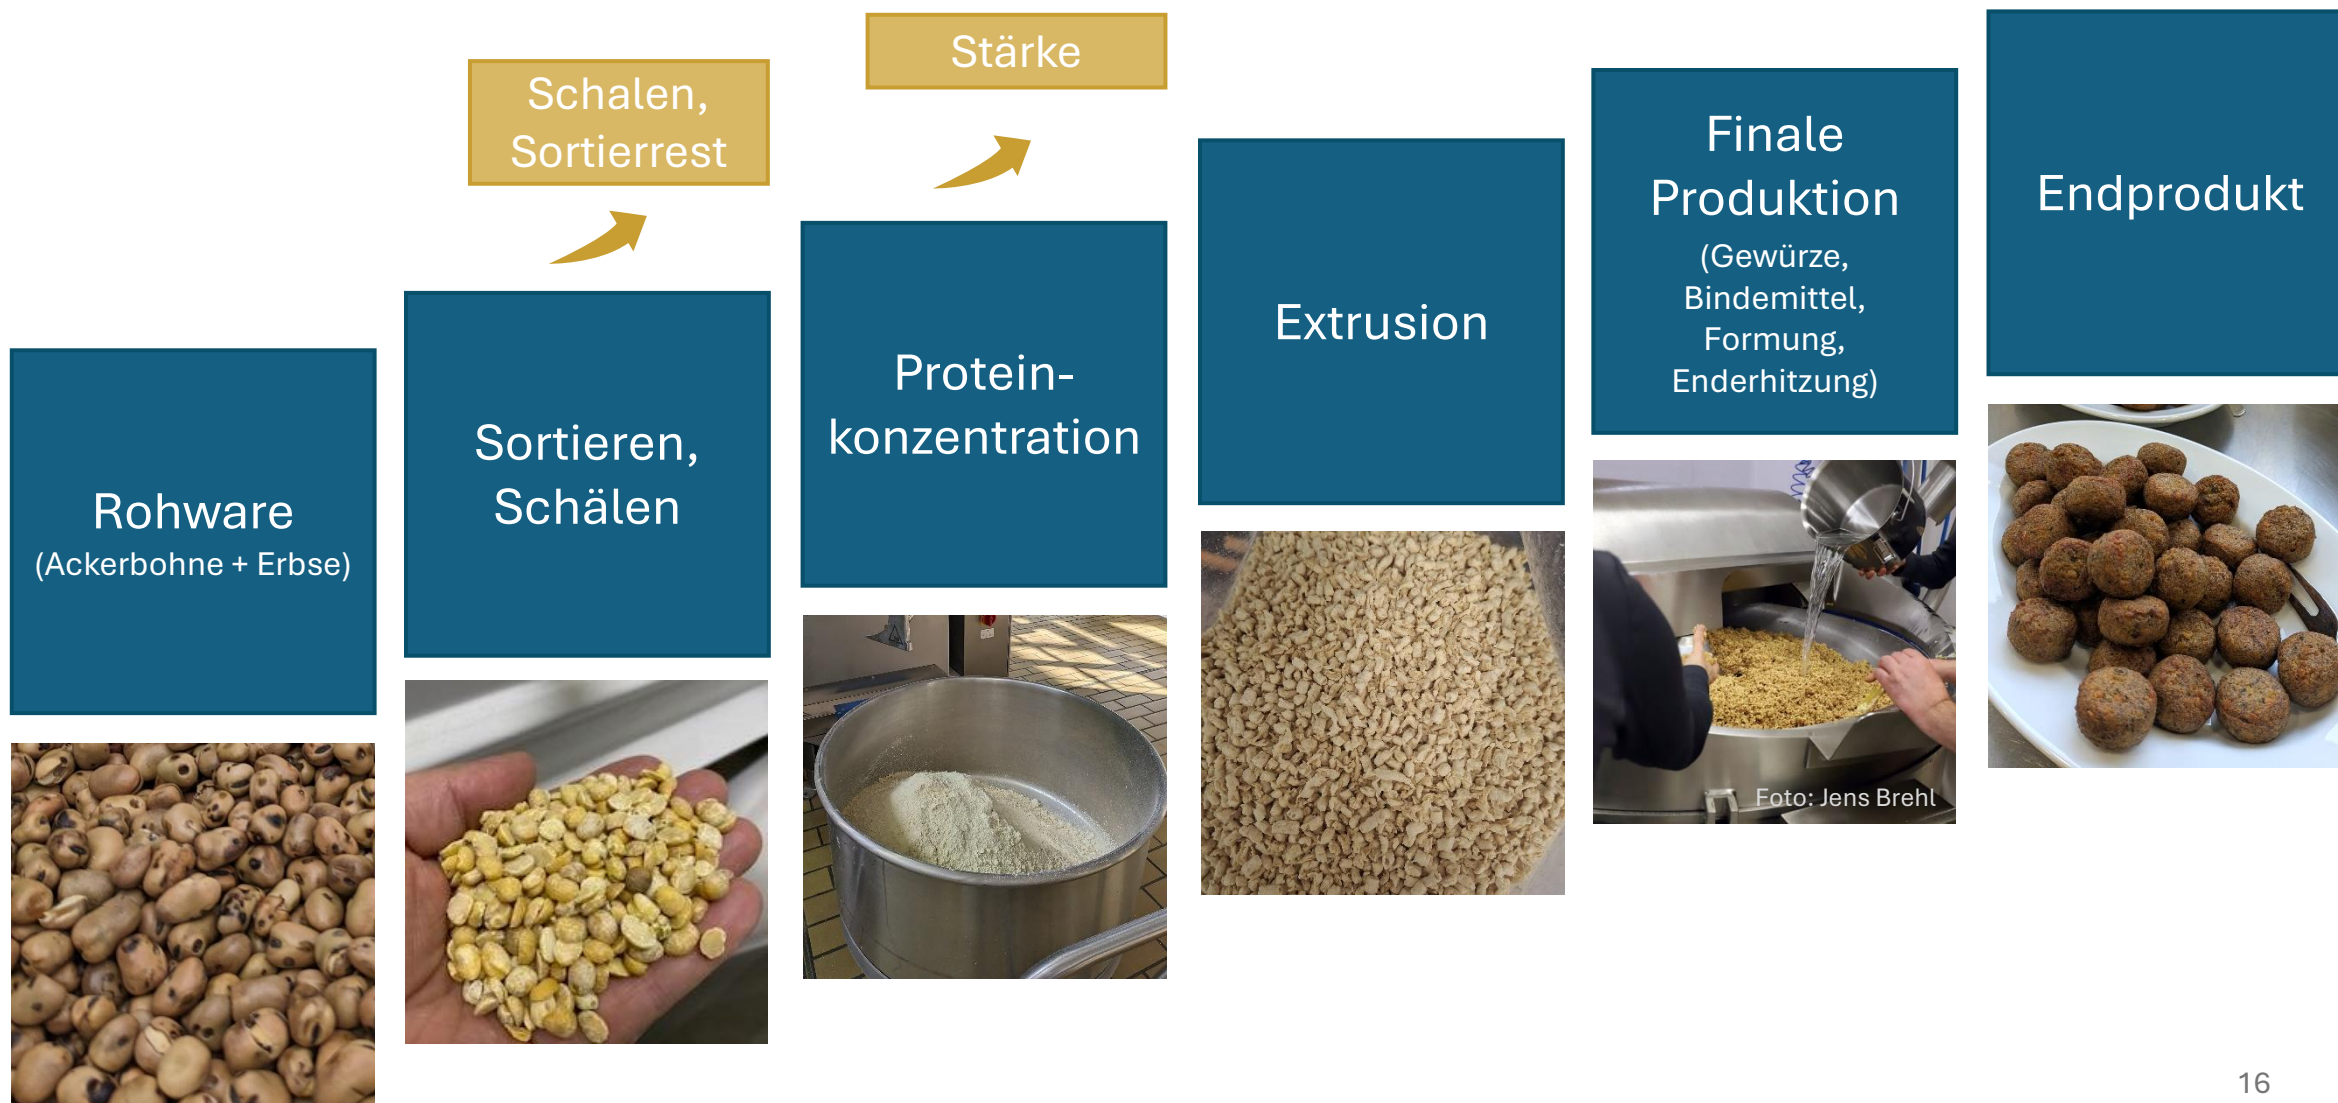 Rohware
(Ackerbohne + Erbse)
Schalen,
Sortierrest
Sortieren,
Schälen
Stärke
Protein-
konzentration
Extrusion
Finale
Produktion
(Gewürze,
Bindemittel,
Formung,
Enderhitzung)
Foto: Jens Brehl
Endprodukt
16